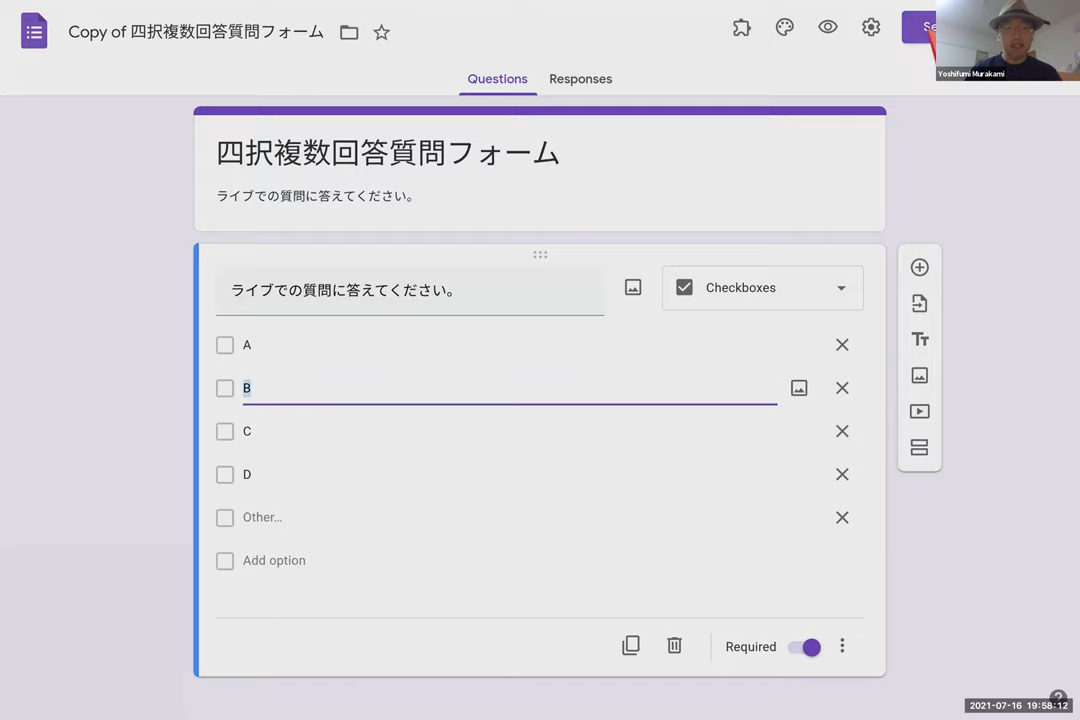 Copy of 四択複数回答質問フォーム
Se
Yoshifumi Murakami
Questions
Responses
四択複数回答質問フォーム
ライブでの質問に答えてください。
ライブでの質問に答えてください。
Checkboxes
A
B
C
D
Other...
Add option
Required
2021-07-16 19:58:12